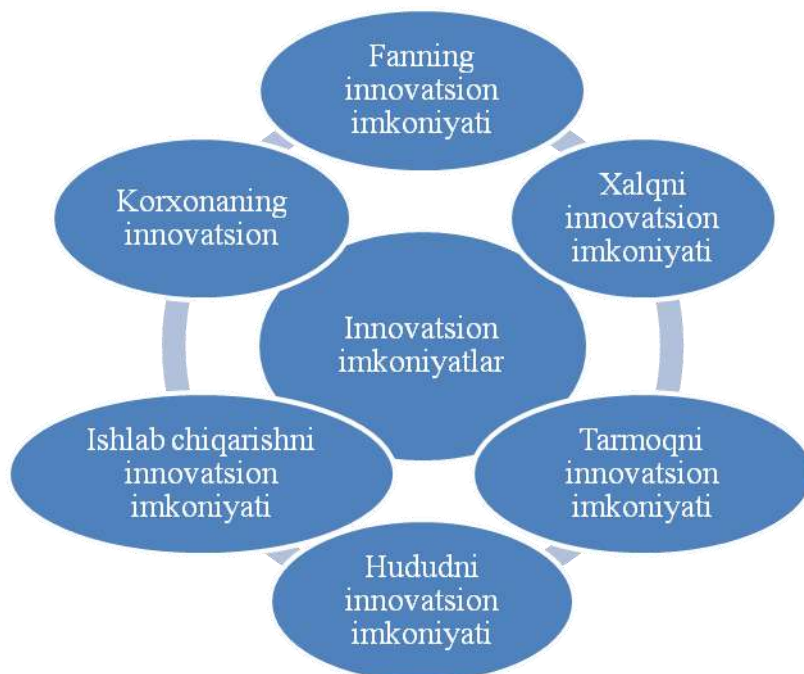 Fanning
innovatsion
imkoniyati
Xalqni
innovatsion
imkoniyati
Korxonaning
innovatsion
Innovatsion
imkoniyatlar
Ishlab chiqarishni
innovatsion
imkoniyati
Tarmoqni
innovatsion
imkoniyati
Hududni
innovatsion
imkoniyati